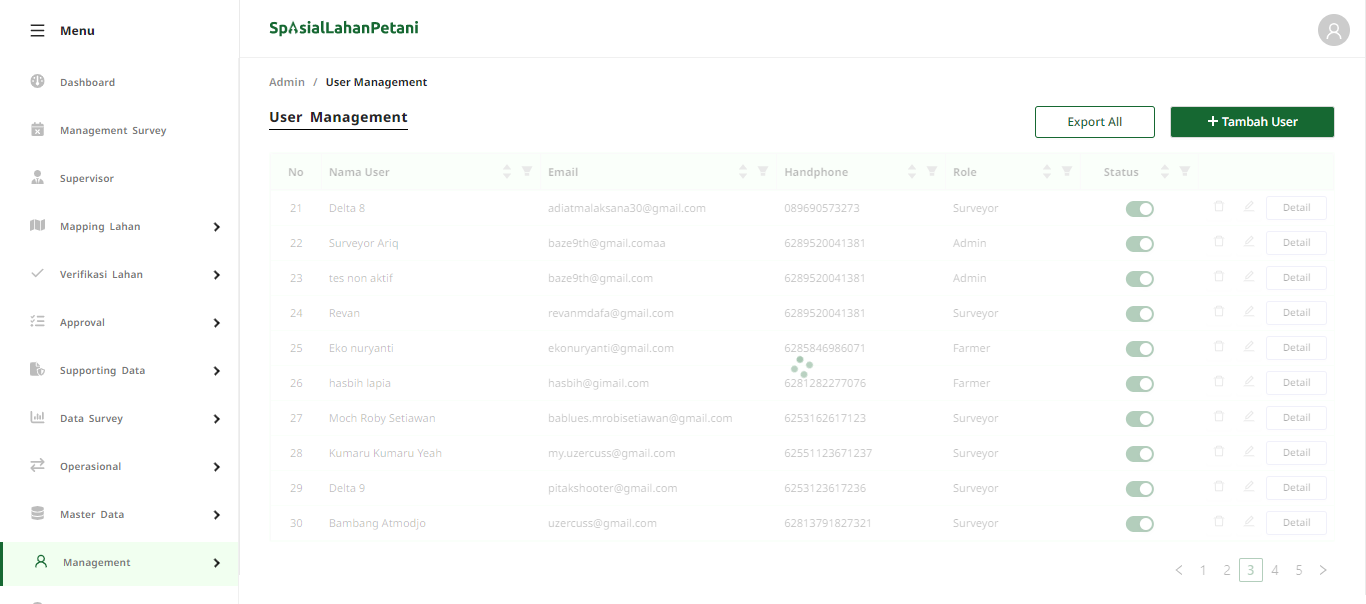 Menu
SpAsialLahanPetani
Dashboard
Management Survey
Supervisor
Mapping Lahan
Verifikasi Lahan
Approval
Supporting Data
Data Survey
Operasional
Master Data
Management
Admin / User Management
User Management
Export All
+ Tambah User
No Nama User Email Handphone Role Status
21 Delta 8 adiatmalaksana30@gmail.com 089690573273 Surveyor Detail
22 Surveyor Ariq baze9th@gmail.comaa 6289520041381 Admin Detail
23 tes non aktif baze9th@gmail.com 6289520041381 Admin Detail
24 Revan revanmdafa@gmail.com 6289520041381 Surveyor Detail
25 Eko nuryanti ekonuryanti@gmail.com 6285846986071 Farmer Detail
26 hasbih lapia hasbih@gimail.com 6281282277076 Farmer Detail
27 Moch Roby Setiawan bablues.mrobisetiawan@gmail.com 6253162617123 Surveyor Detail
28 Kumaru Kumaru Yeah my.uzercuss@gmail.com 62551123671237 Surveyor Detail
29 Delta 9 pitakshooter@gmail.com 6253123617236 Surveyor Detail
30 Bambang Atmodjo uzercuss@gmail.com 62813791827321 Surveyor Detail
< 1 2 3 4 5 >